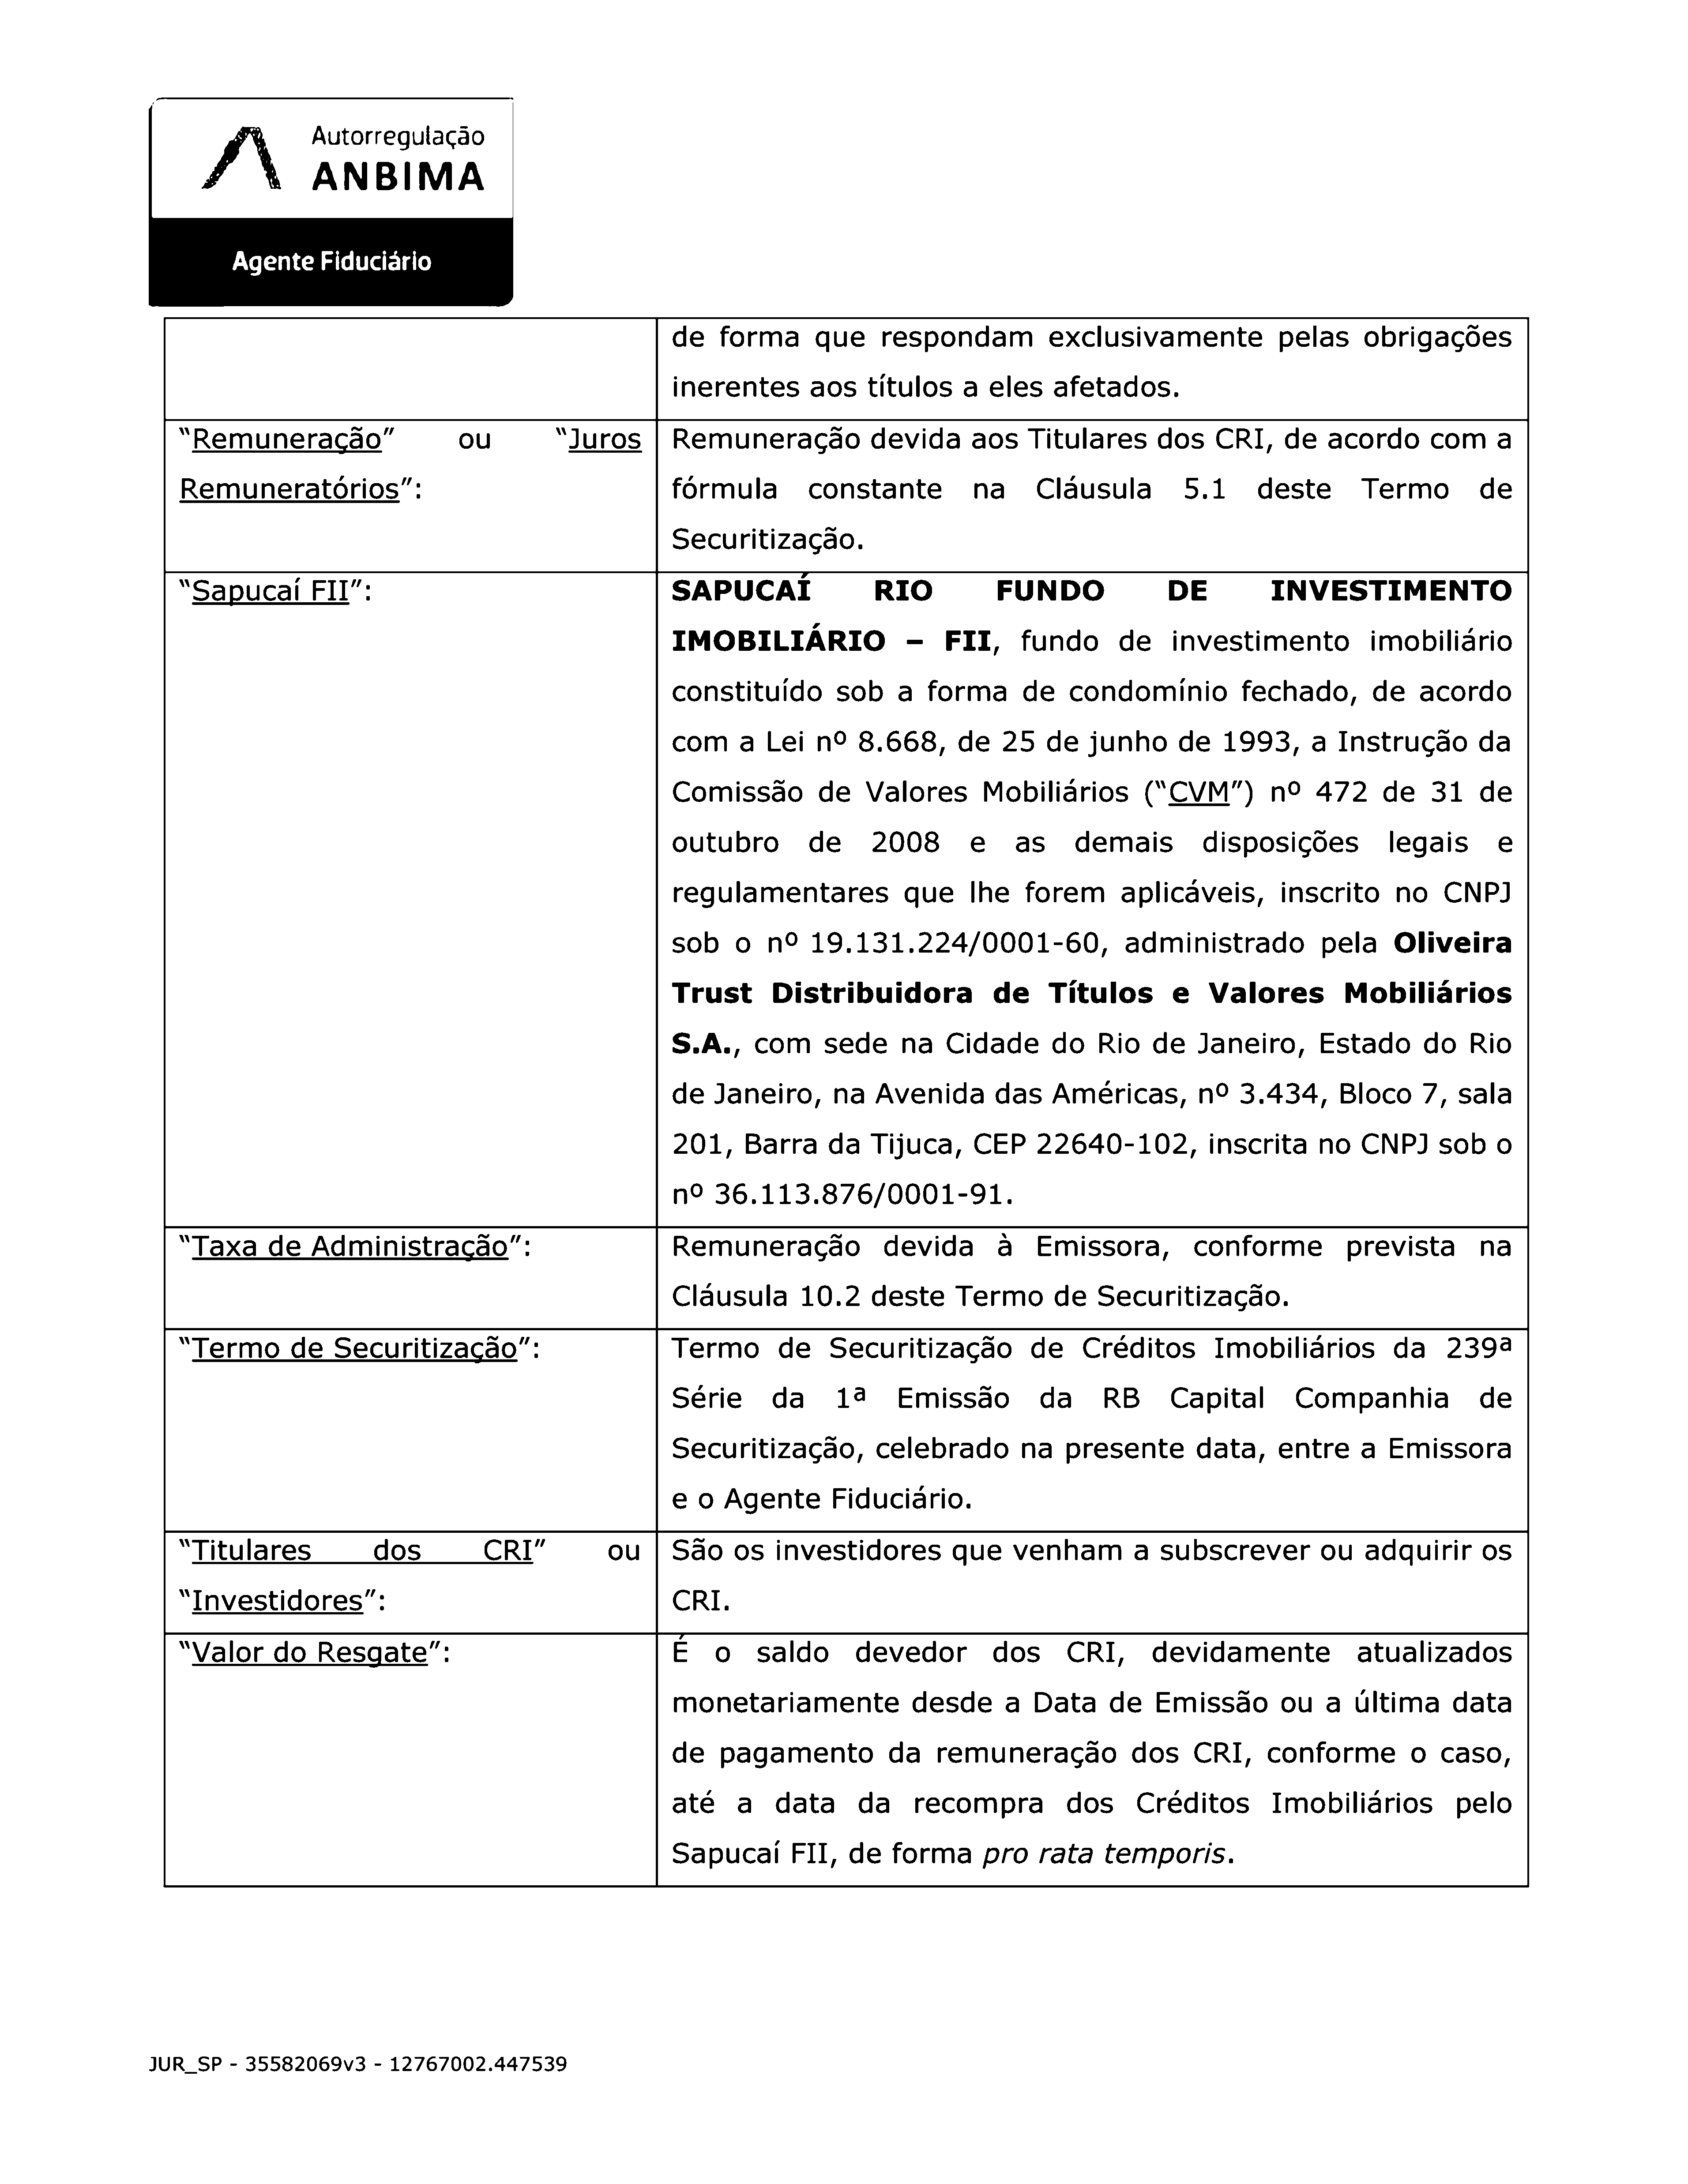 Autorregulação
ANBIMA
Agente Fiduciário
de forma que respondam exclusivamente pelas obrigações
inerentes aos títulos a eles afetados.
“Remuneração” ou “Juros
Remuneratórios”:
Remuneração devida aos Titulares dos CRI, de acordo com a
fórmula constante na Cláusula 5.1 deste Termo de
Securitização.
“Sapucaí FII”:
SAPUCAÍ RIO FUNDO DE INVESTIMENTO
IMOBILIÁRIO – FII, fundo de investimento imobiliário
constituído sob a forma de condomínio fechado, de acordo
com a Lei nº 8.668, de 25 de junho de 1993, a Instrução da
Comissão de Valores Mobiliários (“CVM”) nº 472 de 31 de
outubro de 2008 e as demais disposições legais e
regulamentares que lhe forem aplicáveis, inscrito no CNPJ
sob o nº 19.131.224/0001-60, administrado pela Oliveira
Trust Distribuidora de Títulos e Valores Mobiliários
S.A., com sede na Cidade do Rio de Janeiro, Estado do Rio
de Janeiro, na Avenida das Américas, nº 3.434, Bloco 7, sala
201, Barra da Tijuca, CEP 22640-102, inscrita no CNPJ sob o
nº 36.113.876/0001-91.
“Taxa de Administração”:
Remuneração devida à Emissora, conforme prevista na
Cláusula 10.2 deste Termo de Securitização.
“Termo de Securitização”:
Termo de Securitização de Créditos Imobiliários da 239ª
Série da 1ª Emissão da RB Capital Companhia de
Securitização, celebrado na presente data, entre a Emissora
e o Agente Fiduciário.
“Titulares dos CRI” ou
“Investidores”:
São os investidores que venham a subscrever ou adquirir os
CRI.
“Valor do Resgate”:
É o saldo devedor dos CRI, devidamente atualizados
monetariamente desde a Data de Emissão ou a última data
de pagamento da remuneração dos CRI, conforme o caso,
até a data da recompra dos Créditos Imobiliários pelo
Sapucaí FII, de forma pro rata temporis.
JUR_SP - 35582069v3 - 12767002.447539